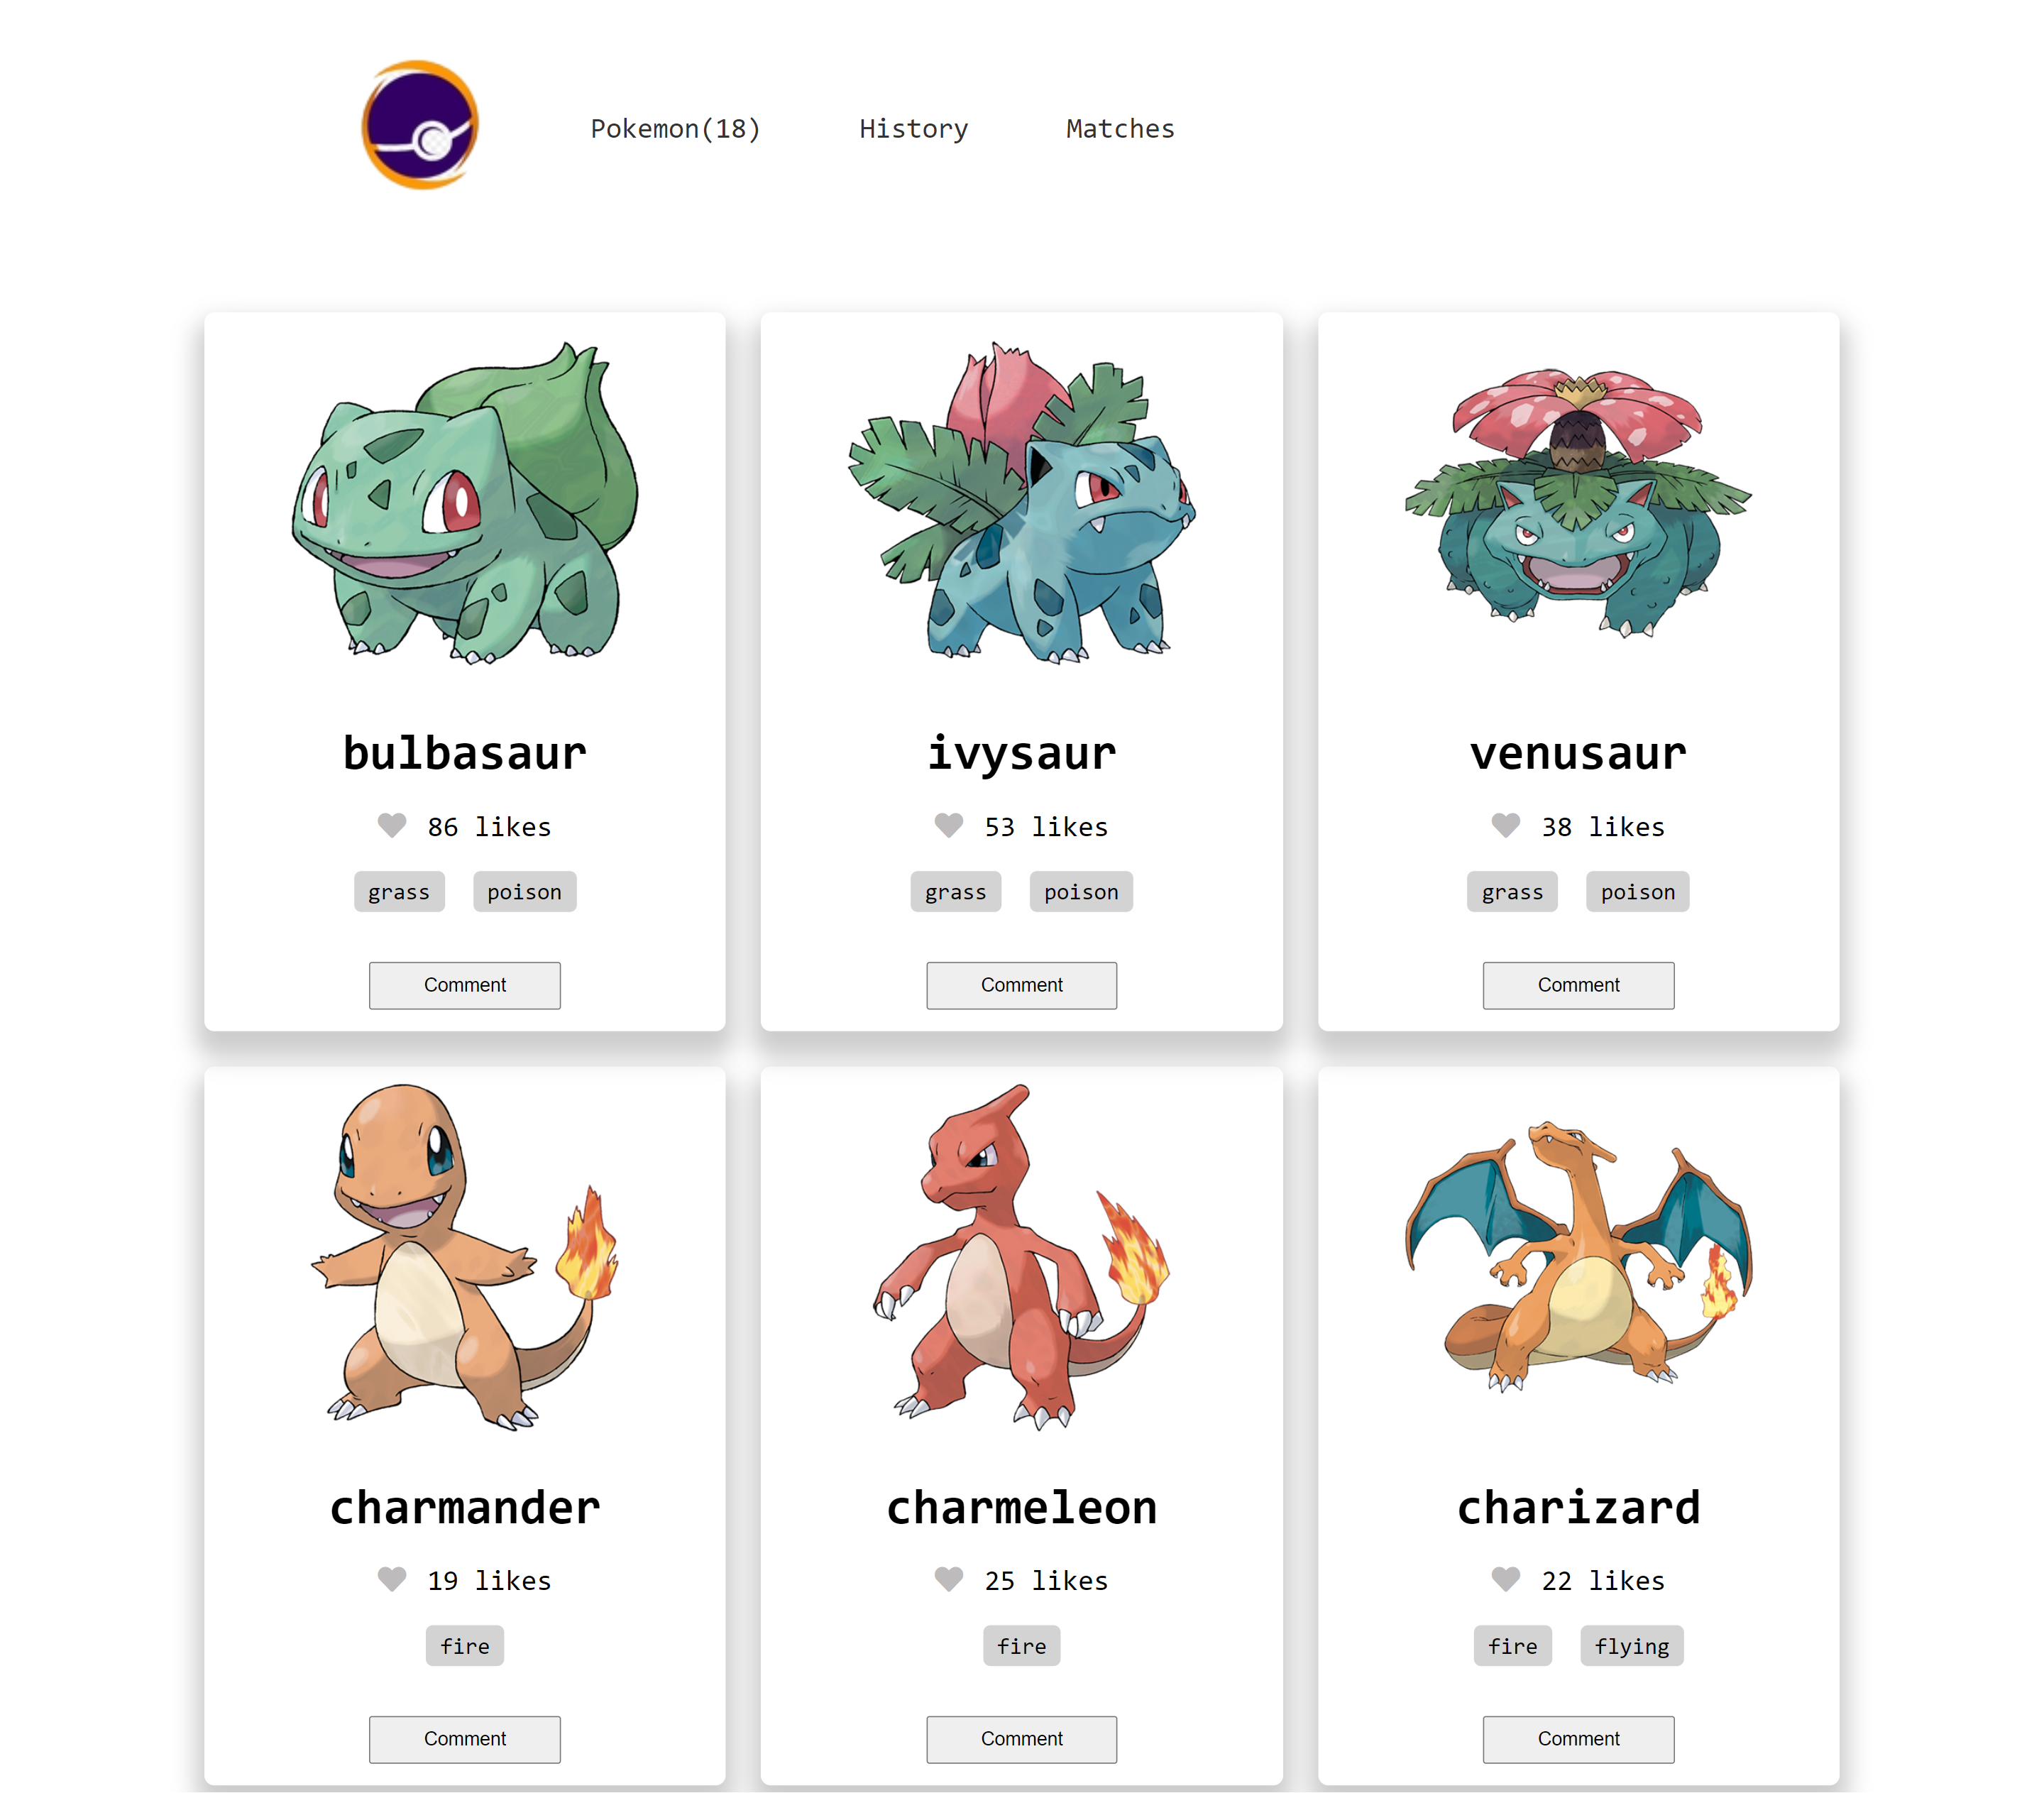 Pokemon(18) History Matches
bulbasaur ivysaur venusaur
86 likes 53 likes 38 likes
grass poison grass poison grass poison
Comment Comment Comment
charmander charmeleon charizard
19 likes 25 likes 22 likes
fire fire fire flying
Comment Comment Comment